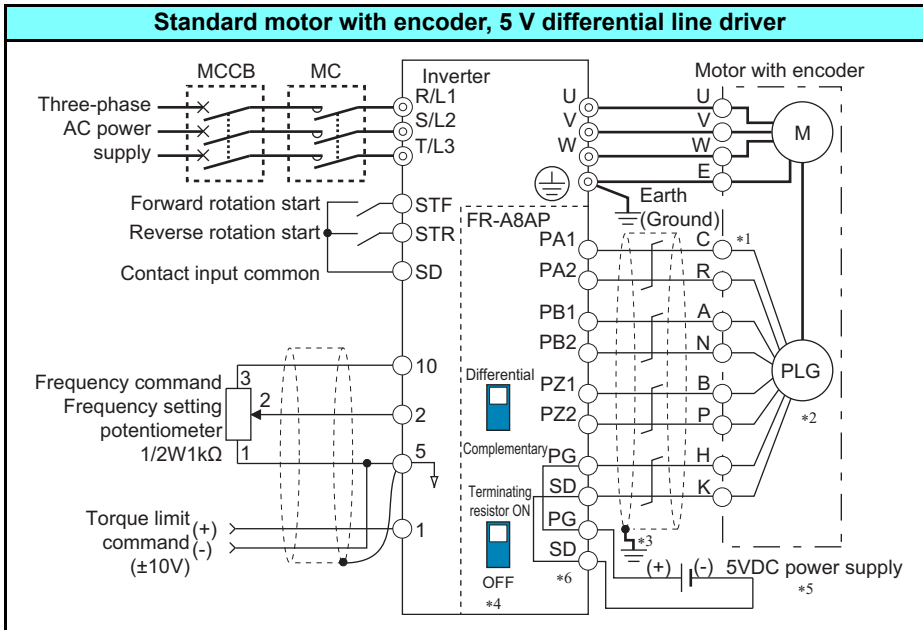 Standard motor with encoder, 5 V differential line driver
MCCB
MC
Inverter
Motor with encoder
Three-phase
AC power
supply
R/L1
S/L2
T/L3
U
V
W
U
V
W
E
M
Earth
(Ground)
Forward rotation start
Reverse rotation start
Contact input common
STF
STR
SD
FR-A8AP
PA1
PA2
PB1
PB2
PZ1
PZ2
PG
SD
PG
SD
C
R
A
N
B
P
H
K
*1
PLG
*2
Differential
Complementary
Terminating
resistor ON
OFF
*4
*3
*6
Frequency command
Frequency setting
potentiometer
1/2W1kΩ
3
2
1
10
2
5
1
Torque limit
command
(±10V)
(+)
(-)
(+)
(-)
5VDC power supply
*5